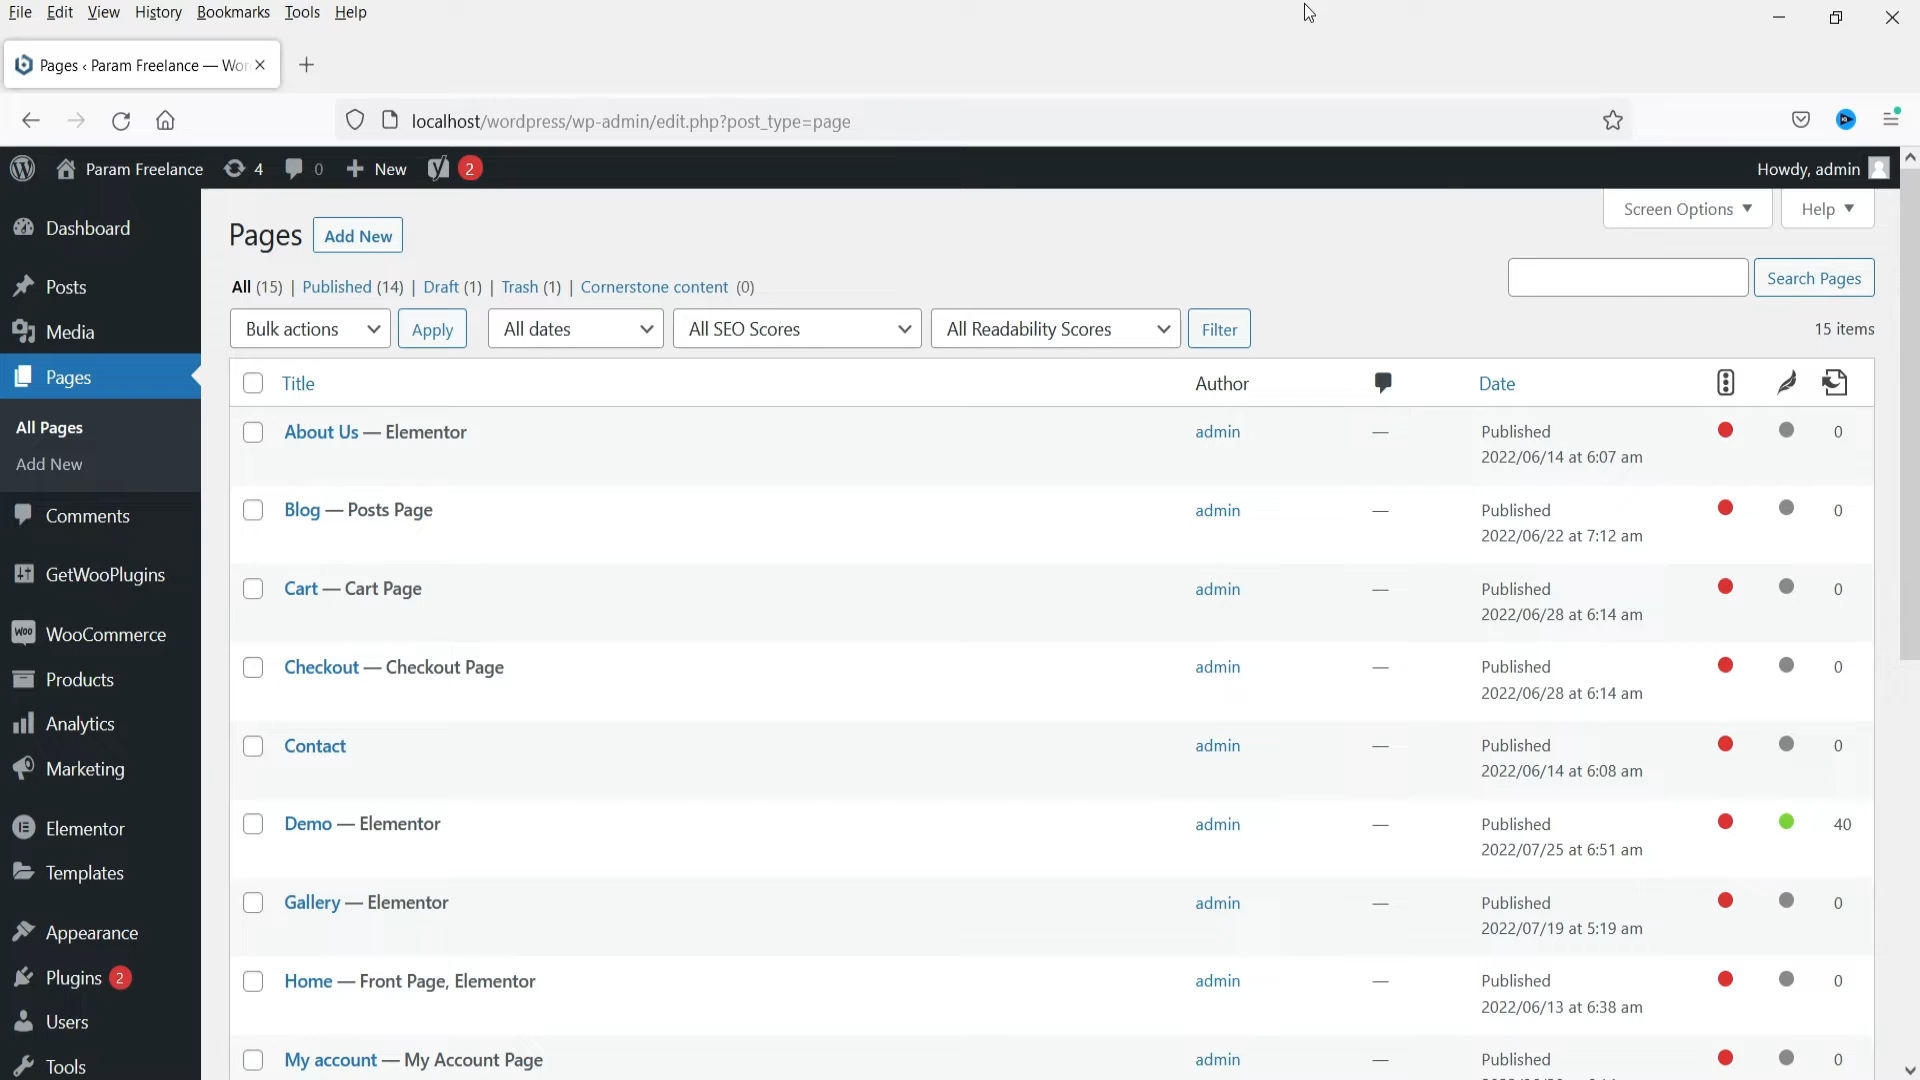 File Edit View History Bookmarks Tools Help
Pages ‹ Param Freelance — Wor
localhost/wordpress/wp-admin/edit.php?post_type=page
Param Freelance 4 0 New 2 Howdy, admin
Screen Options Help
Dashboard
Posts
Media
Pages
All Pages
Add New
Comments
GetWooPlugins
Woo WooCommerce
Products
Analytics
Marketing
Elementor
Templates
Appearance
Plugins 2
Users
Tools
Pages Add New
All (15) | Published (14) | Draft (1) | Trash (1) | Cornerstone content (0)
Search Pages
Bulk actions Apply All dates All SEO Scores All Readability Scores Filter 15 items
Title Author Date
About Us — Elementor admin — Published 0
2022/06/14 at 6:07 am
Blog — Posts Page admin — Published 0
2022/06/22 at 7:12 am
Cart — Cart Page admin — Published 0
2022/06/28 at 6:14 am
Checkout — Checkout Page admin — Published 0
2022/06/28 at 6:14 am
Contact admin — Published 0
2022/06/14 at 6:08 am
Demo — Elementor admin — Published 40
2022/07/25 at 6:51 am
Gallery — Elementor admin — Published 0
2022/07/19 at 5:19 am
Home — Front Page, Elementor admin — Published 0
2022/06/13 at 6:38 am
My account — My Account Page admin — Published 0